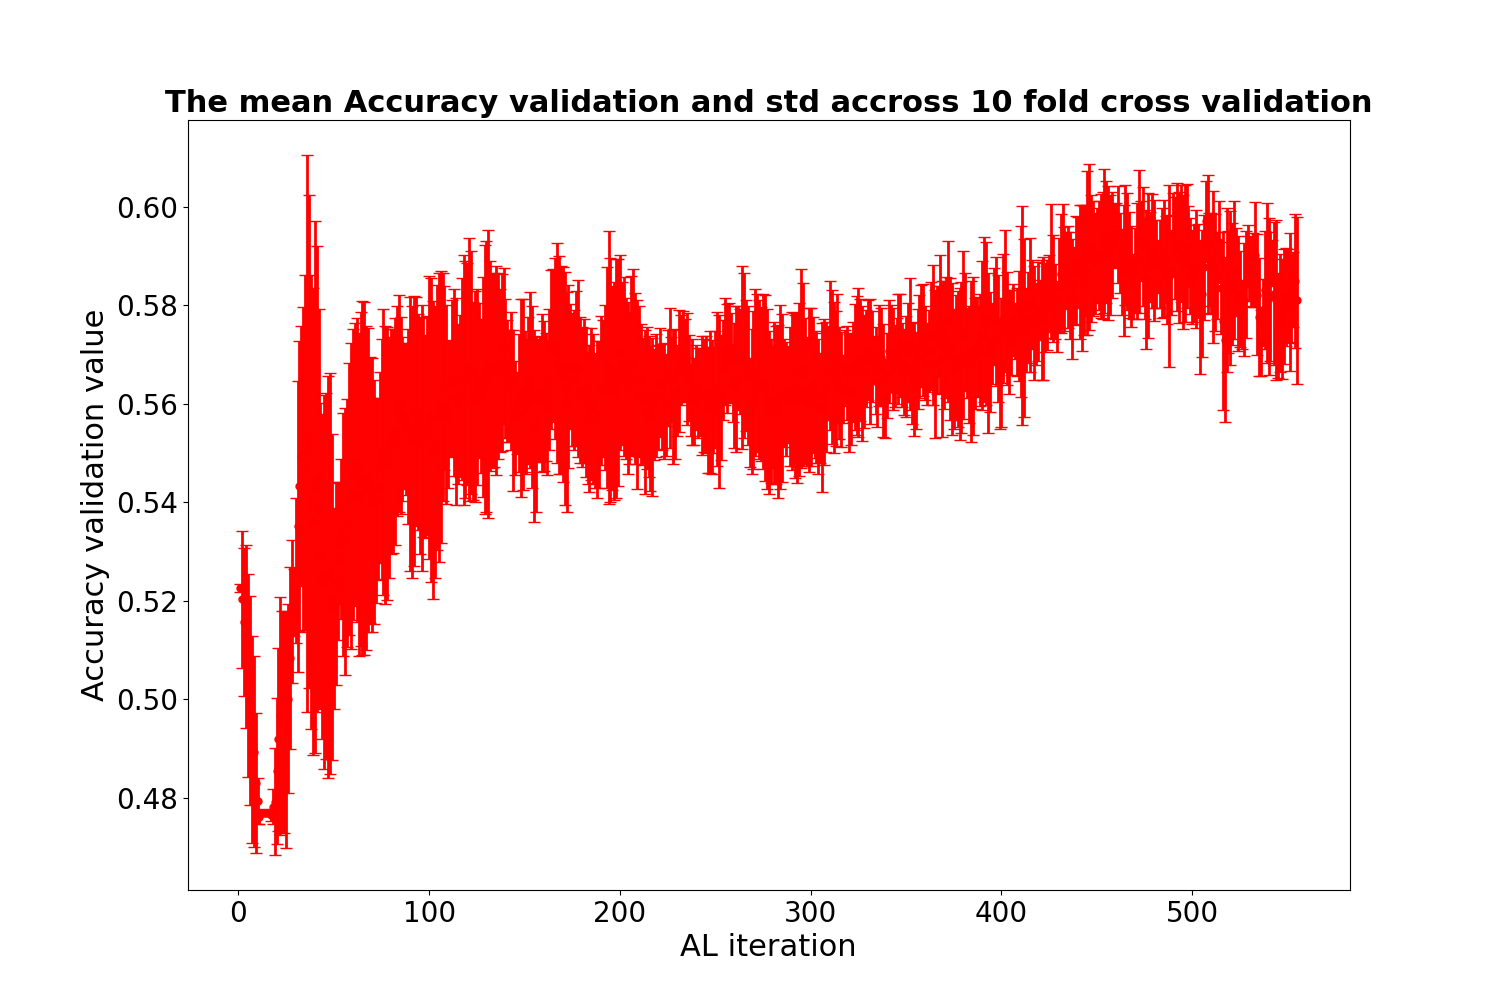 The mean Accuracy validation and std accross 10 fold cross validation
Accuracy validation value
0.60
0.58
0.56
0.54
0.52
0.50
0.48
0 100 200 300 400 500
AL iteration